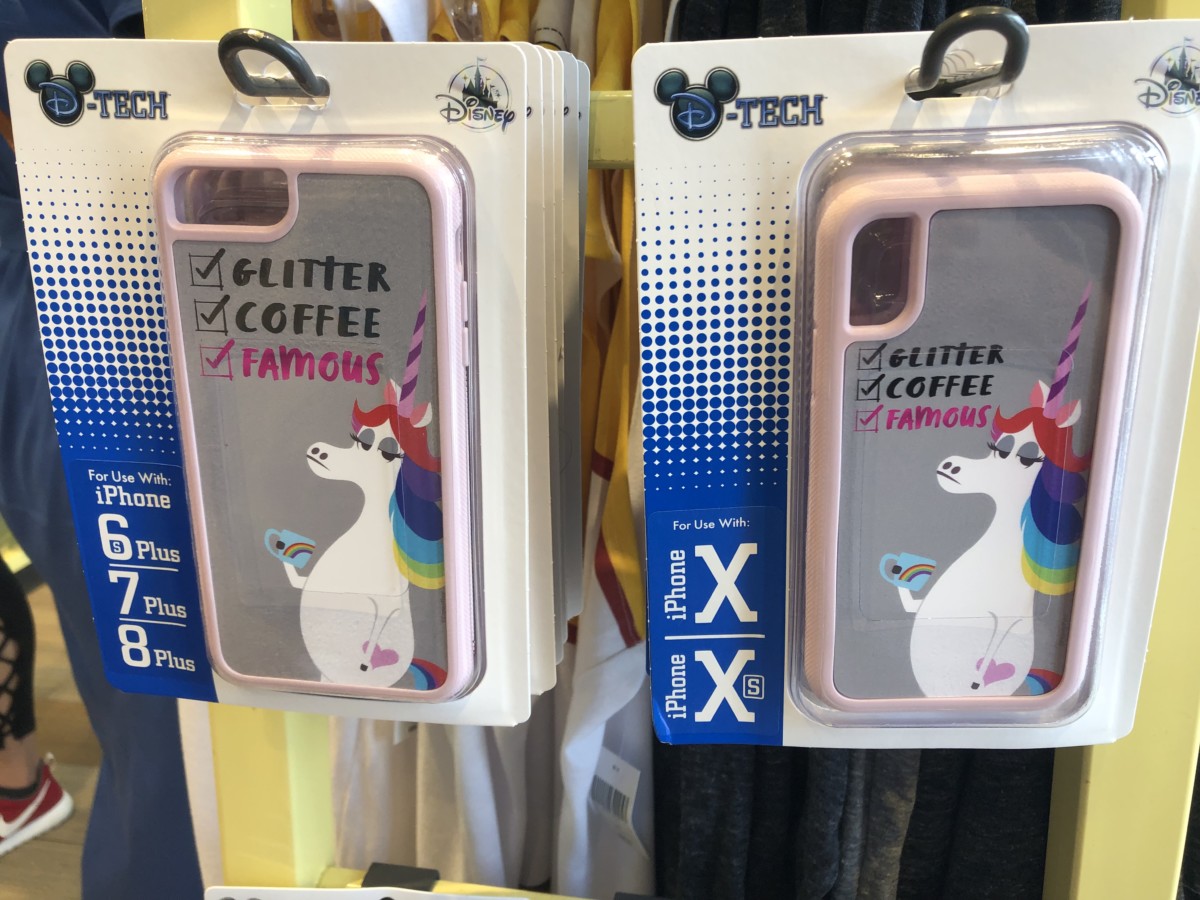 D-TECH
Disney
GLITTER
COFFEE
FAMOUS
For Use With:
iPhone
6S Plus
7 Plus
8 Plus
D-TECH
Disney
GLITTER
COFFEE
FAMOUS
For Use With:
iPhone X
iPhone XS